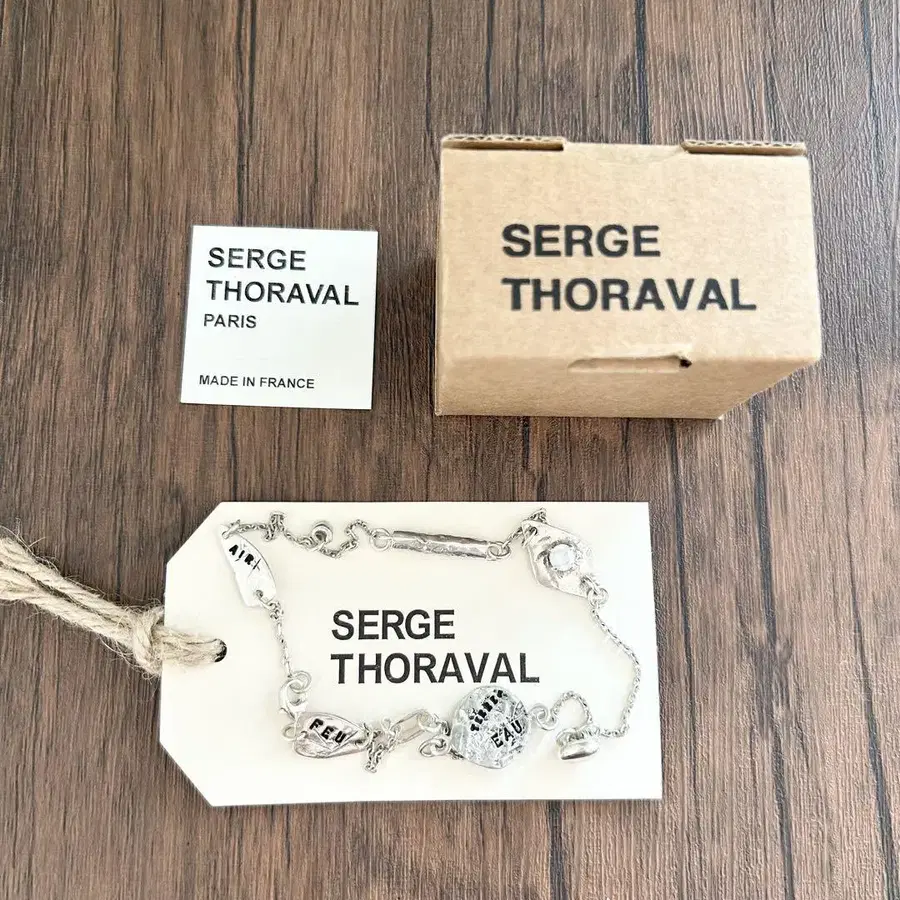 SERGE
THORAVAL
PARIS
MADE IN FRANCE
SERGE
THORAVAL
AIR
SERGE
THORAVAL
FEU
EAU